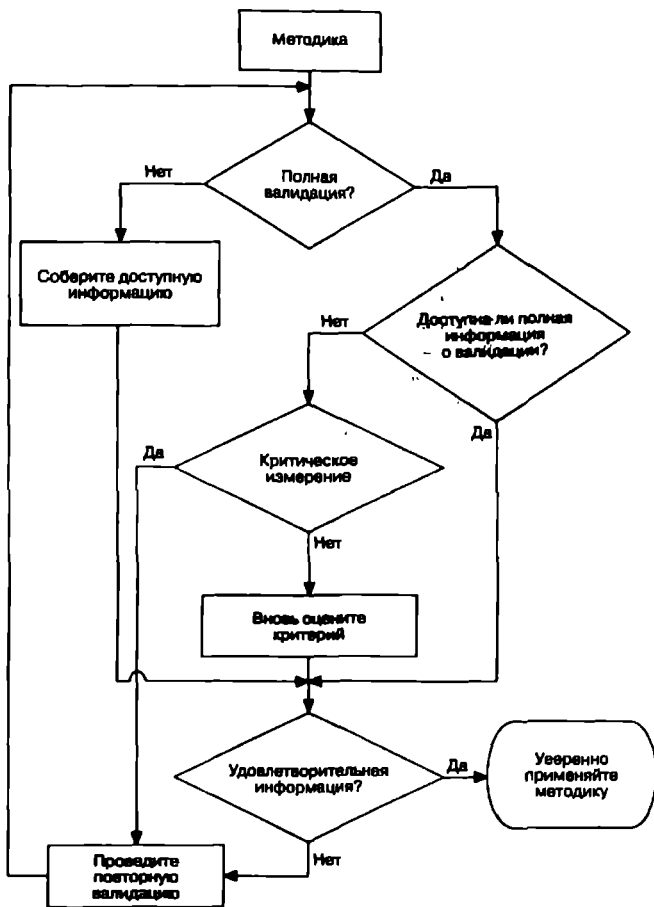 Методика
Полная
валидация?
Нет
Да
Соберите доступную
информацию
Доступна ли полная
информация
о валидации?
Нет
Да
Критическое
измерение
Да
Нет
Вновь оцените
критерий
Удовлетворительная
информация?
Да
Уверенно
применяйте
методику
Нет
Проведите
повторную
валидацию